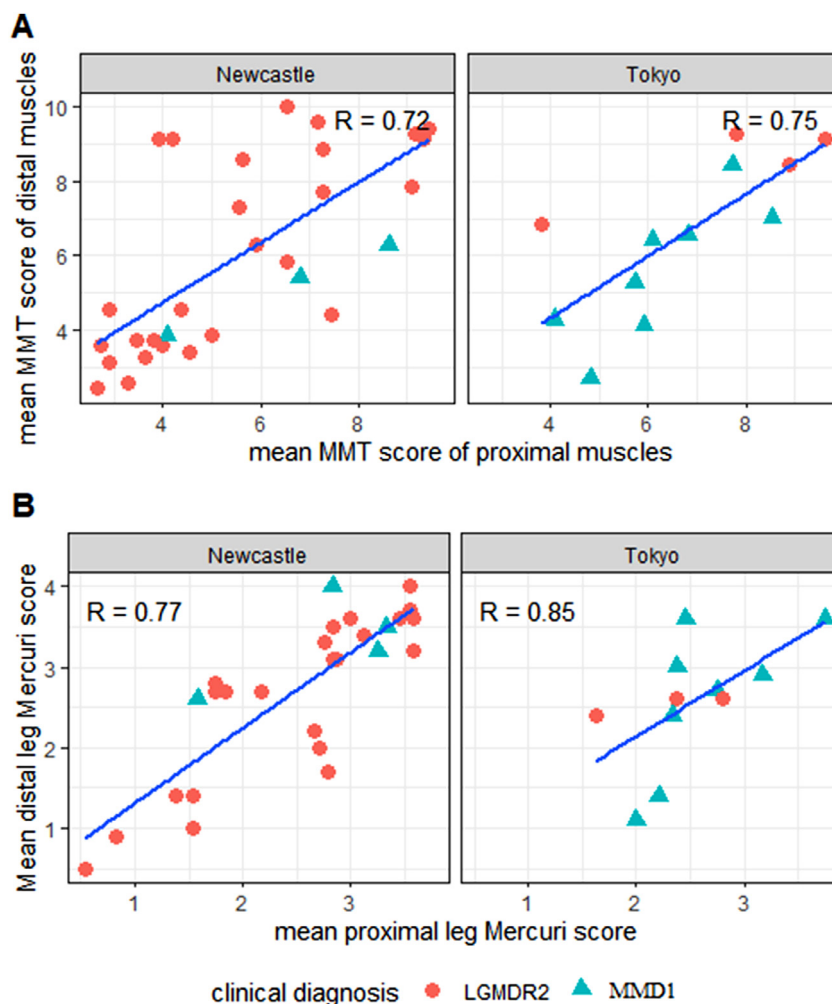 A
Newcastle
Tokyo
mean MMT score of distal muscles
10
8
6
4
R = 0.72
R = 0.75
4 6 8
4 6 8
mean MMT score of proximal muscles
B
Newcastle
Tokyo
Mean distal leg Mercuri score
4
3
2
1
R = 0.77
R = 0.85
1 2 3
1 2 3
mean proximal leg Mercuri score
clinical diagnosis LGMDR2 MMD1